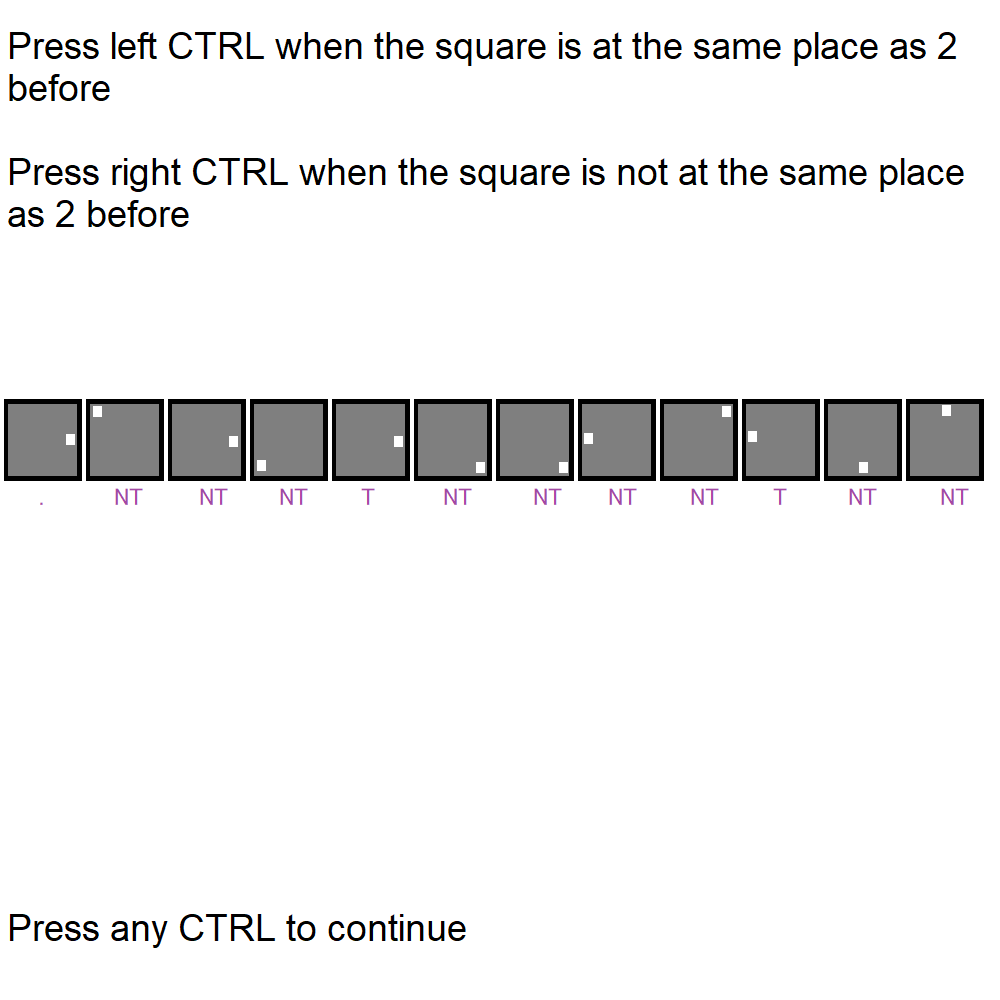 Press left CTRL when the square is at the same place as 2
before
Press right CTRL when the square is not at the same place
as 2 before
. NT NT NT T NT NT NT NT T NT NT
Press any CTRL to continue